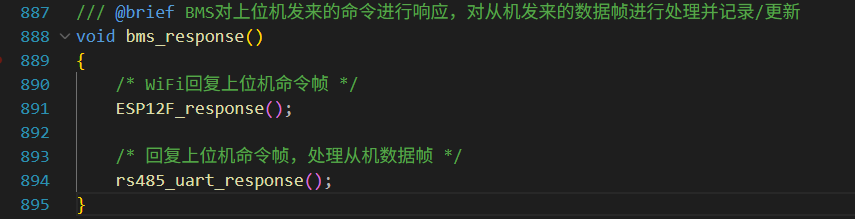 887 /// @brief BMS对上位机发来的命令进行响应，对从机发来的数据帧进行处理并记录/更新
888 void bms_response()
889 {
890 /* WiFi回复上位机命令帧 */
891 ESP12F_response();
892
893 /* 回复上位机命令帧，处理从机数据帧 */
894 rs485_uart_response();
895 }